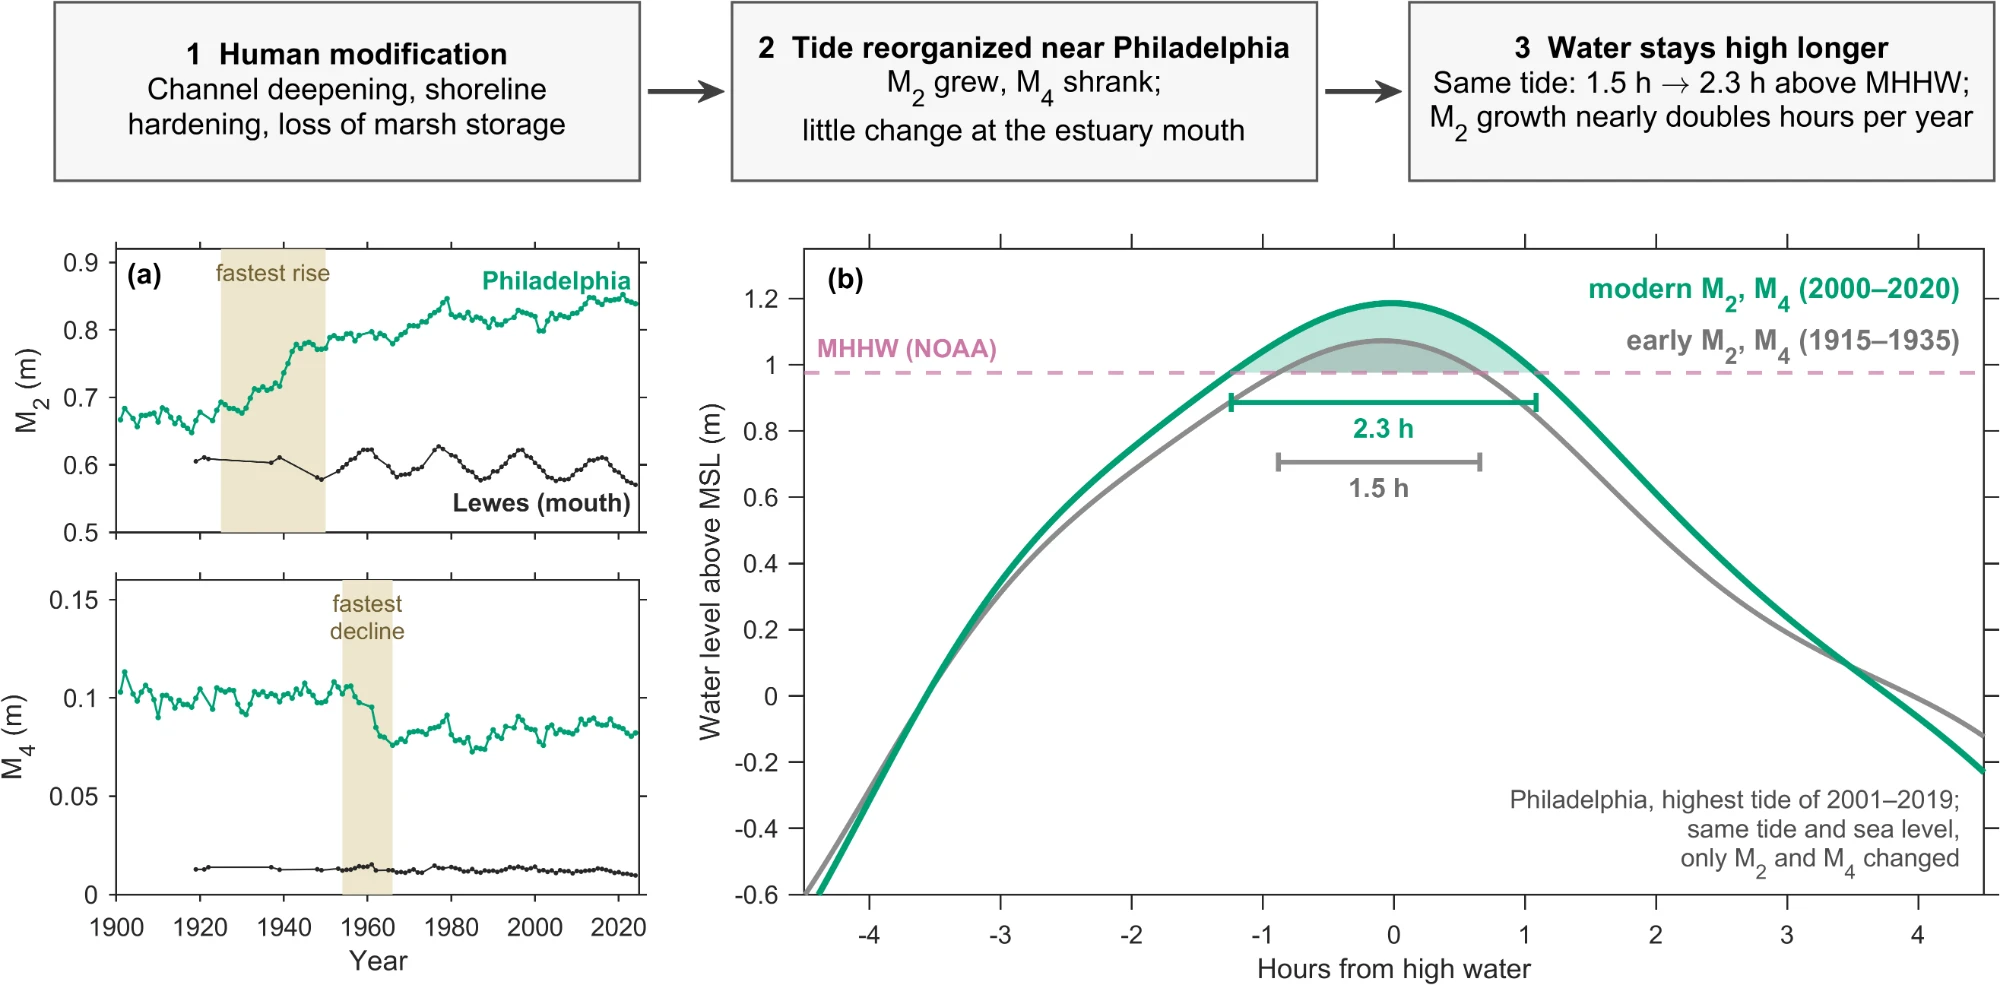 1 Human modification
Channel deepening, shoreline
hardening, loss of marsh storage
2 Tide reorganized near Philadelphia
M2 grew, M4 shrank;
little change at the estuary mouth
3 Water stays high longer
Same tide: 1.5 h → 2.3 h above MHHW;
M2 growth nearly doubles hours per year
(a)
fastest rise
Philadelphia
Lewes (mouth)
M2 (m)
0.9
0.8
0.7
0.6
0.5
fastest
decline
M4 (m)
0.15
0.1
0.05
0
1900 1920 1940 1960 1980 2000 2020
Year
(b)
modern M2, M4 (2000–2020)
early M2, M4 (1915–1935)
MHHW (NOAA)
2.3 h
1.5 h
Philadelphia, highest tide of 2001–2019;
same tide and sea level,
only M2 and M4 changed
Water level above MSL (m)
1.2
1
0.8
0.6
0.4
0.2
0
-0.2
-0.4
-0.6
-4 -3 -2 -1 0 1 2 3 4
Hours from high water